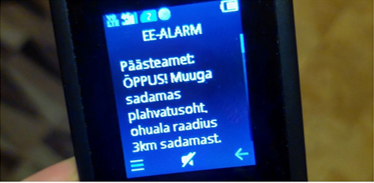 EE-ALARM
Päästeamet:
ÕPPUS! Muuga
sadamas
plahvatusoht,
ohuala raadius
3km sadamast.